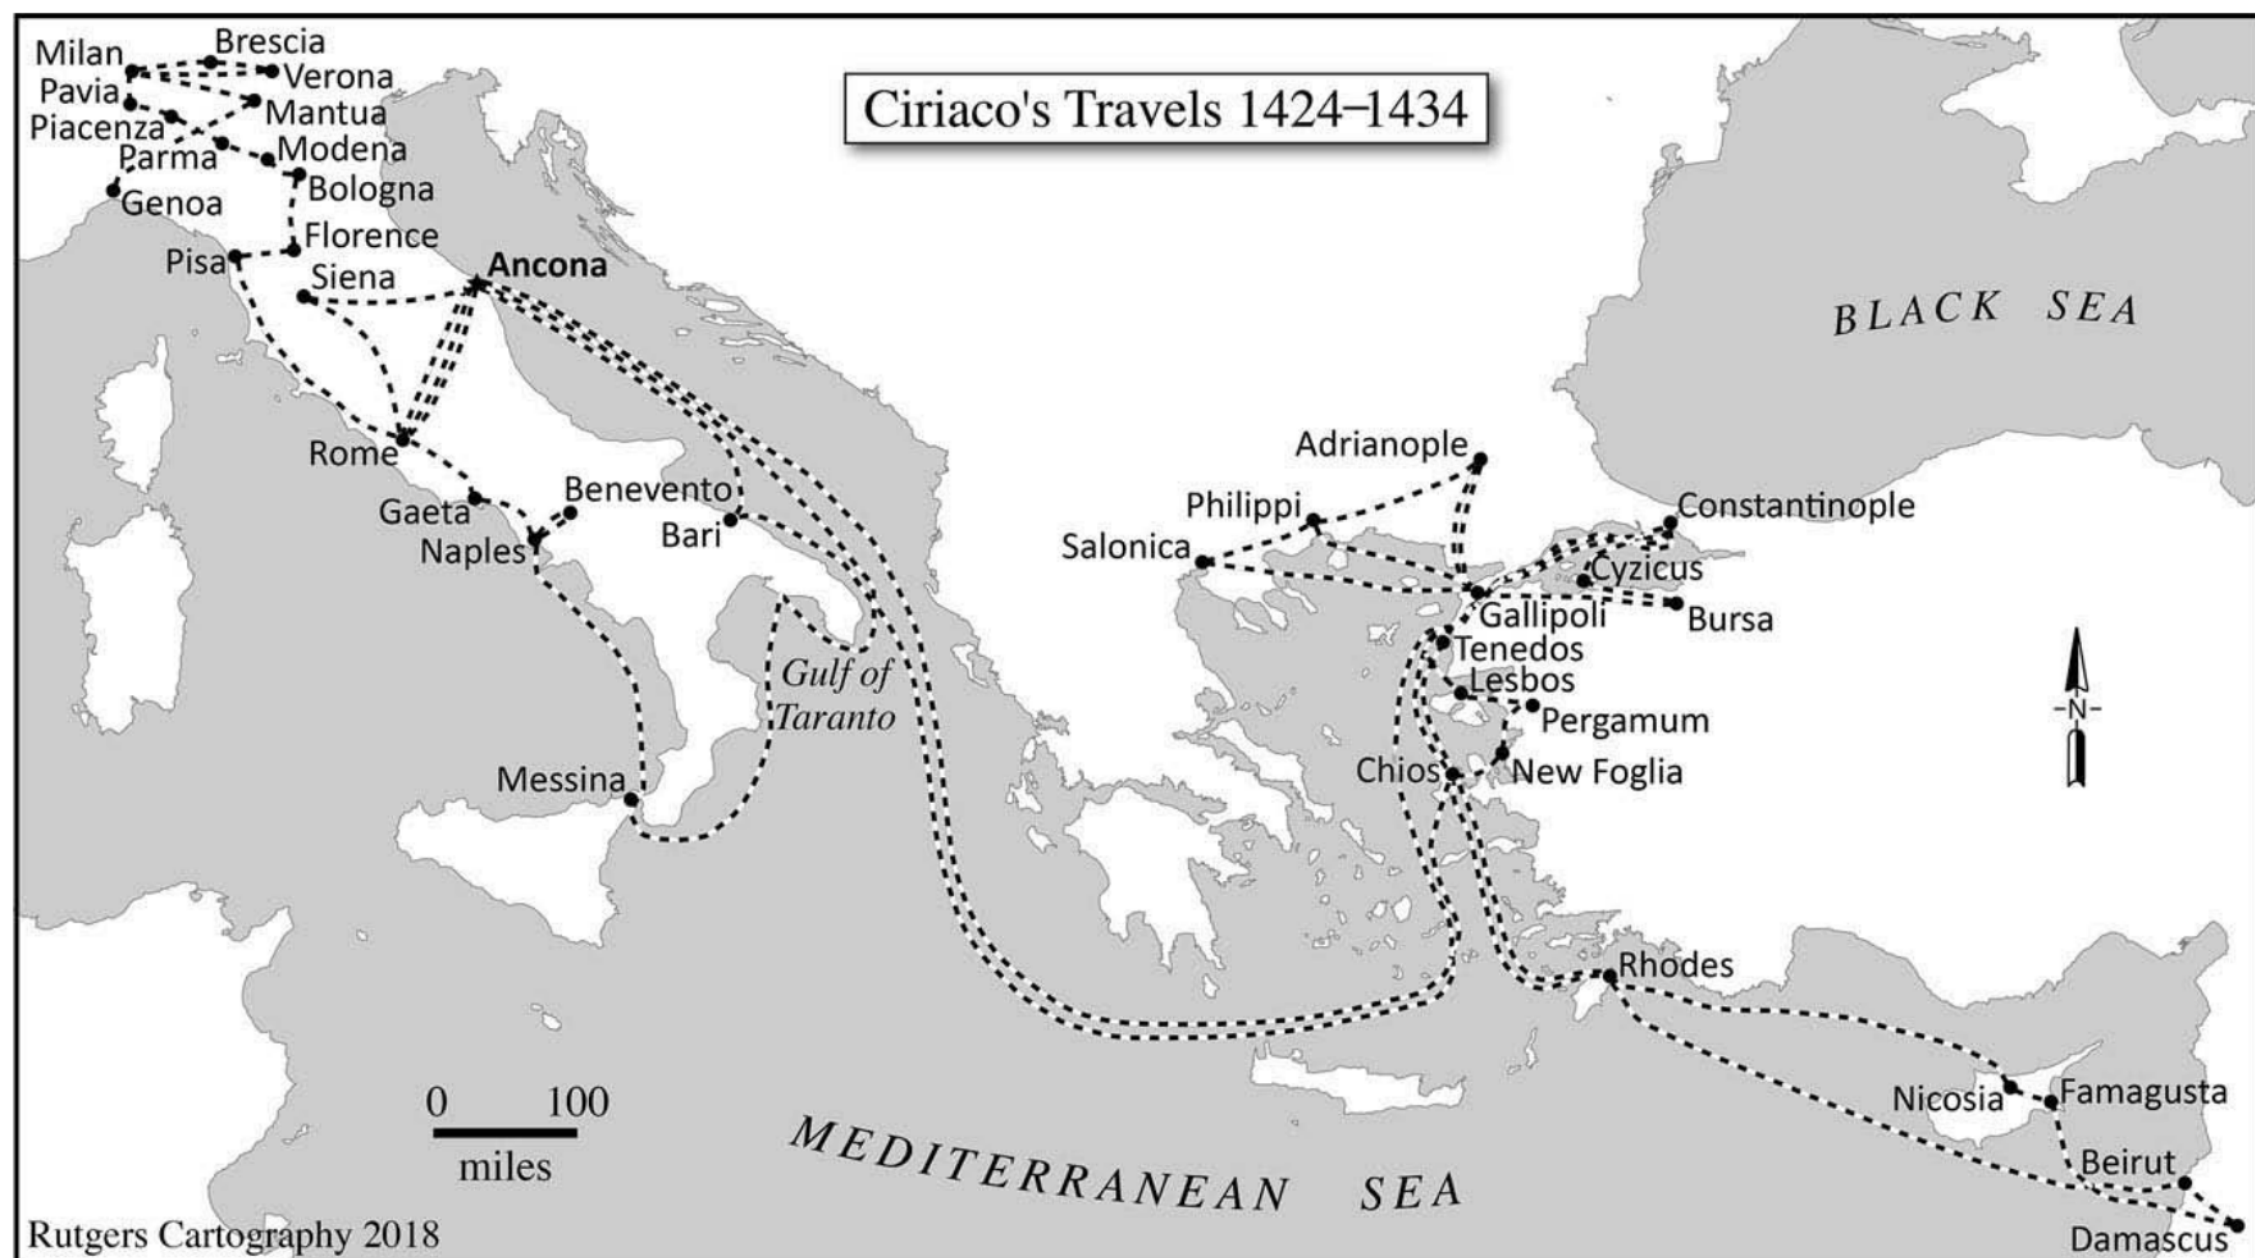 Ciriaco's Travels 1424–1434
Milan
Brescia
Verona
Pavia
Mantua
Piacenza
Parma
Modena
Bologna
Genoa
Florence
Pisa
Siena
Ancona
Rome
Gaeta
Benevento
Naples
Bari
Gulf of
Taranto
Messina
BLACK SEA
Adrianople
Philippi
Constantinople
Salonica
Cyzicus
Gallipoli
Bursa
Tenedos
Lesbos
Pergamum
Chios
New Foglia
N
Rhodes
Nicosia
Famagusta
Beirut
Damascus
0 100
miles
MEDITERRANEAN SEA
Rutgers Cartography 2018